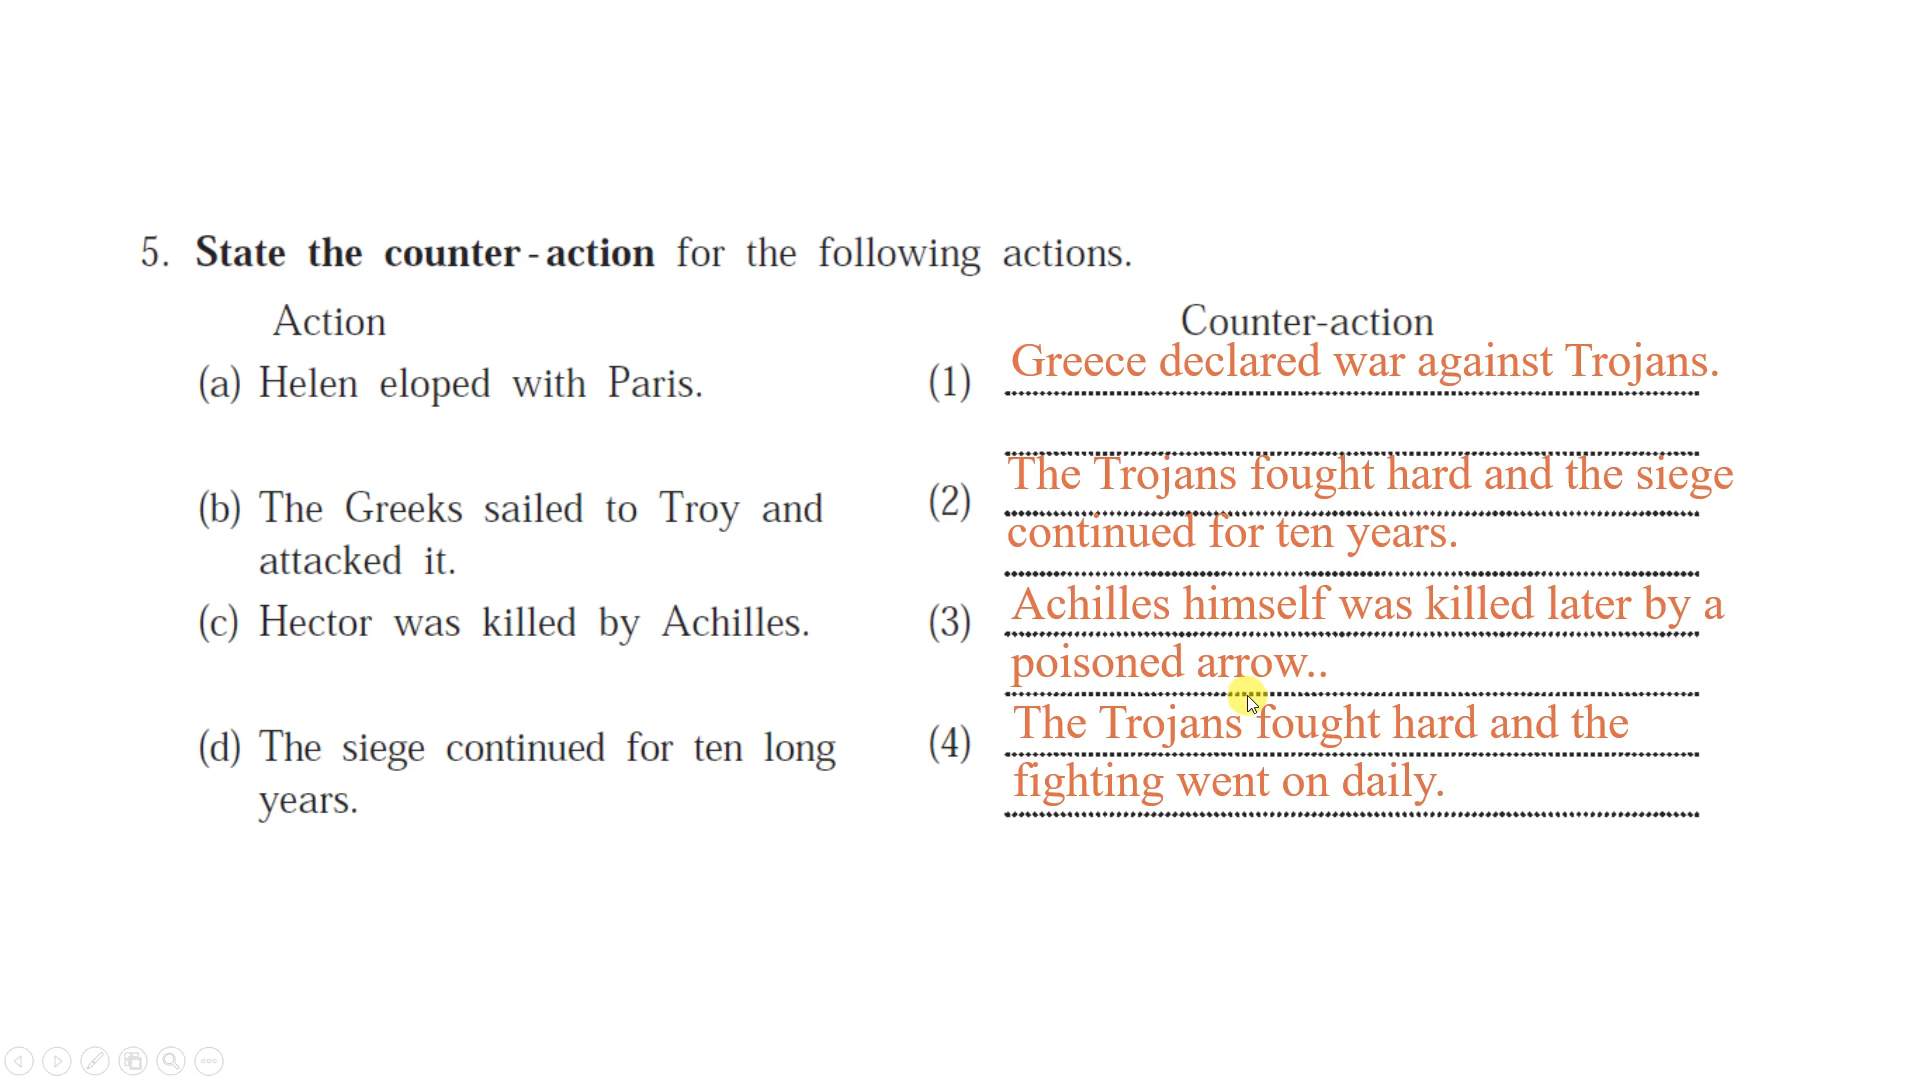 5. State the counter-action for the following actions.
Action Counter-action
(a) Helen eloped with Paris. (1) Greece declared war against Trojans.
(b) The Greeks sailed to Troy and attacked it. (2) The Trojans fought hard and the siege
continued for ten years.
(c) Hector was killed by Achilles. (3) Achilles himself was killed later by a
poisoned arrow..
(d) The siege continued for ten long years. (4) The Trojans fought hard and the
fighting went on daily.